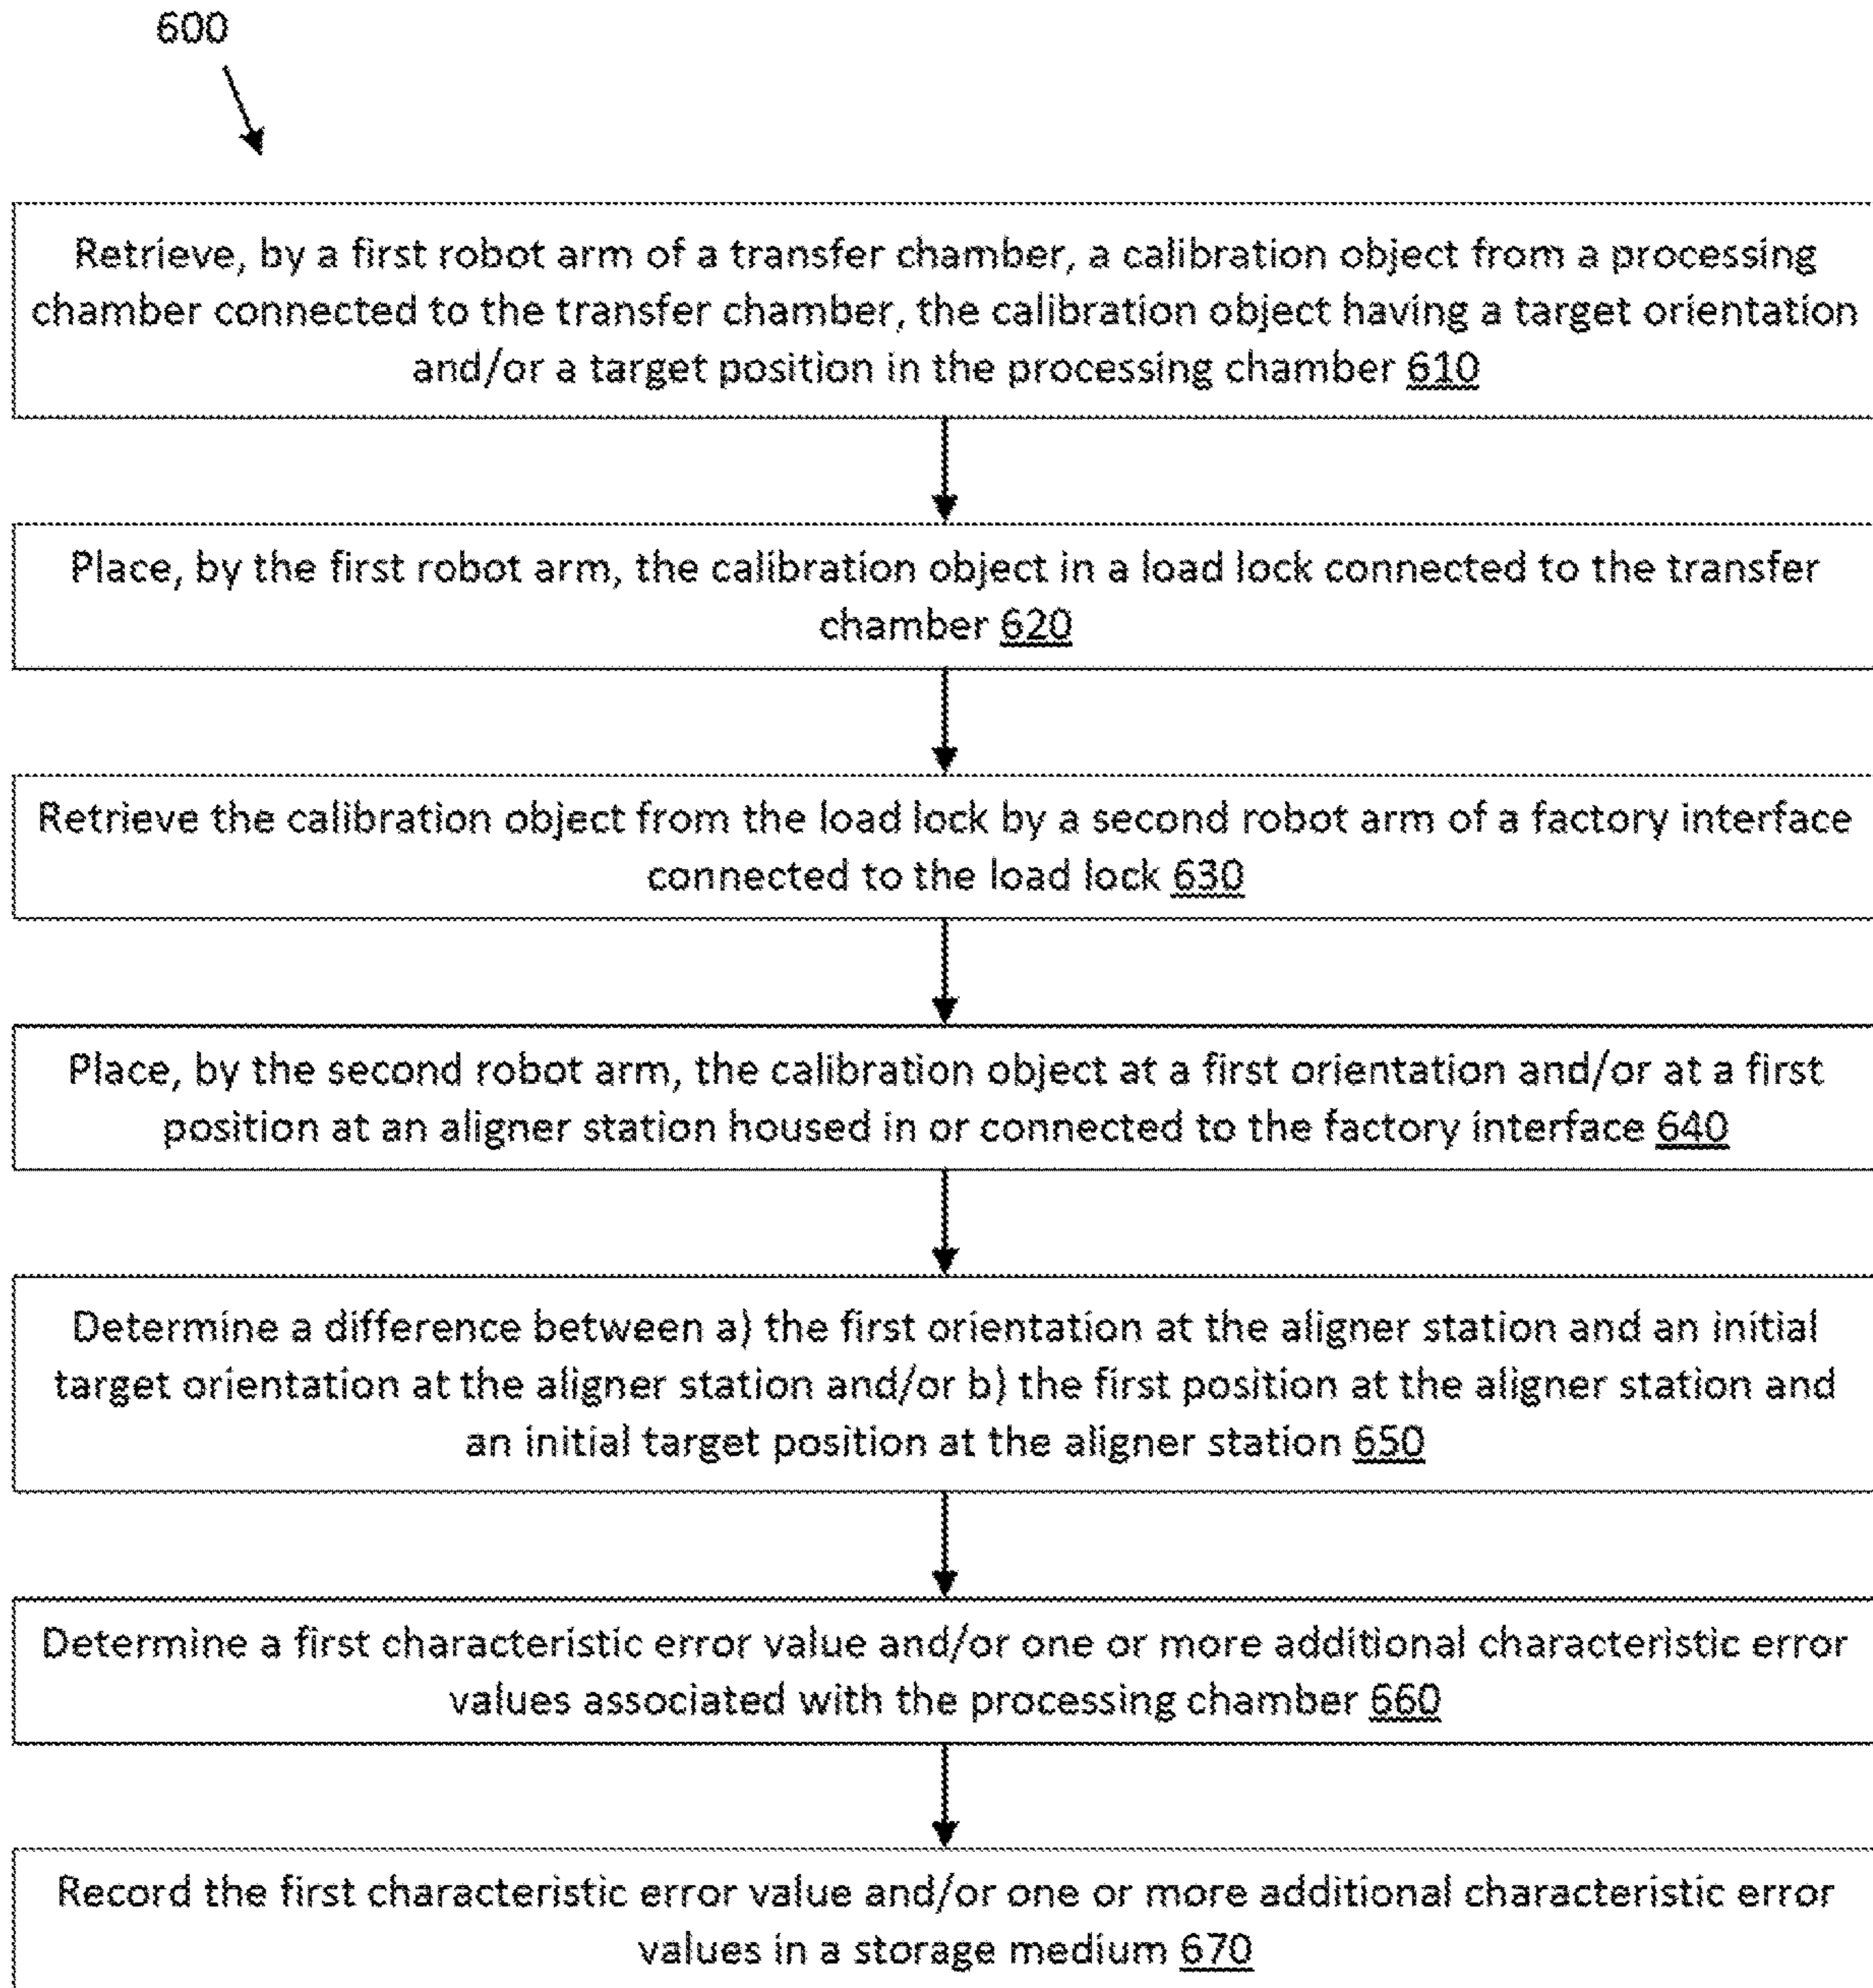 600
Retrieve, by a first robot arm of a transfer chamber, a calibration object from a processing
chamber connected to the transfer chamber, the calibration object having a target orientation
and/or a target position in the processing chamber 610
Place, by the first robot arm, the calibration object in a load lock connected to the transfer
chamber 620
Retrieve the calibration object from the load lock by a second robot arm of a factory interface
connected to the load lock 630
Place, by the second robot arm, the calibration object at a first orientation and/or at a first
position at an aligner station housed in or connected to the factory interface 640
Determine a difference between a) the first orientation at the aligner station and an initial
target orientation at the aligner station and/or b) the first position at the aligner station and
an initial target position at the aligner station 650
Determine a first characteristic error value and/or one or more additional characteristic error
values associated with the processing chamber 660
Record the first characteristic error value and/or one or more additional characteristic error
values in a storage medium 670